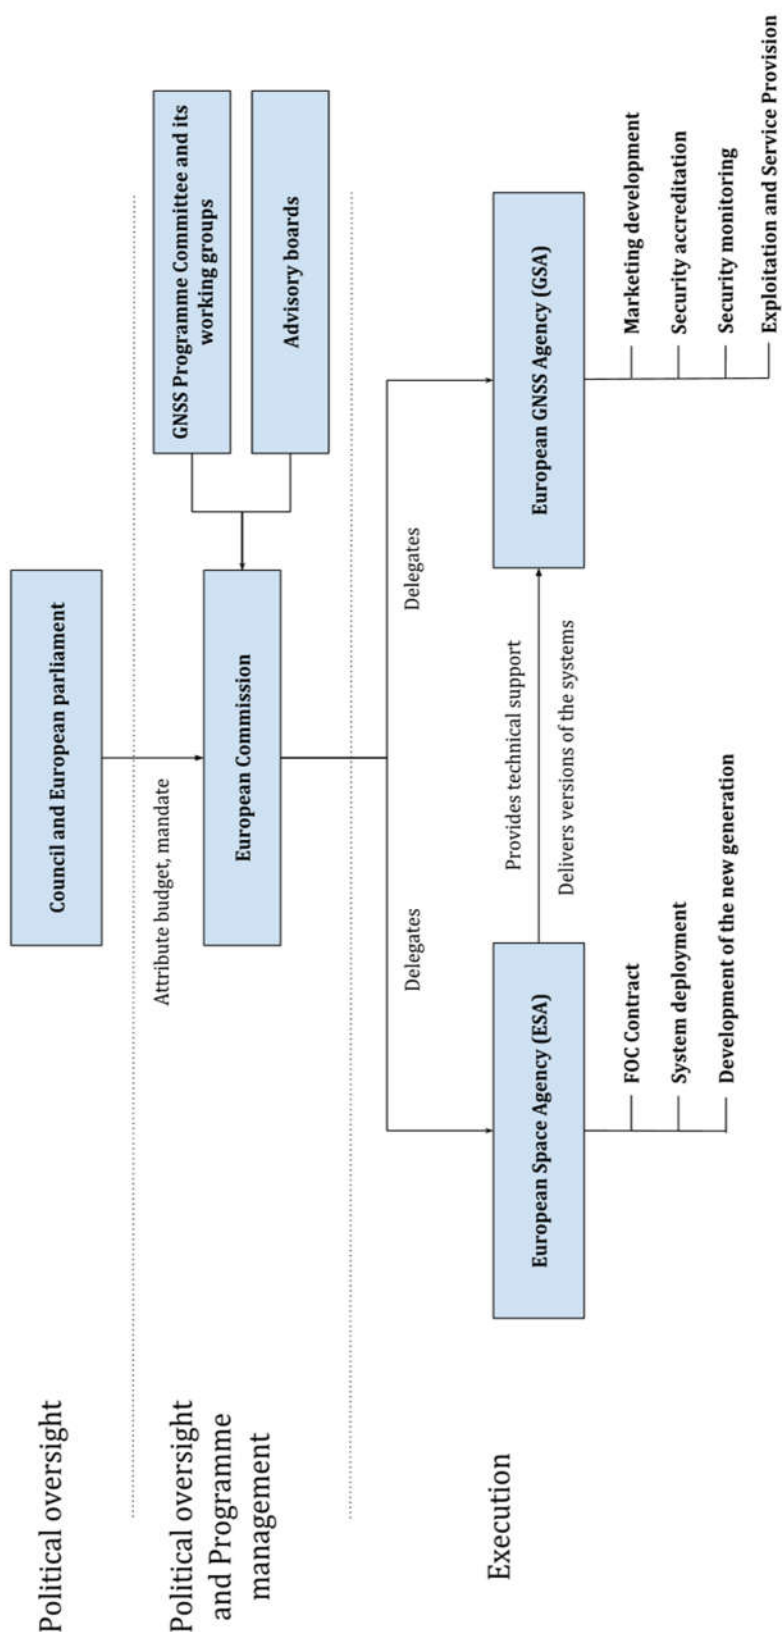 Political oversight
Council and European parliament
Attribute budget, mandate
Political oversight
and Programme
management
European Commission
GNSS Programme Committee and its
working groups
Advisory boards
Delegates
Delegates
Execution
European Space Agency (ESA)
Provides technical support
Delivers versions of the systems
European GNSS Agency (GSA)
FOC Contract
System deployment
Development of the new generation
Marketing development
Security accreditation
Security monitoring
Exploitation and Service Provision